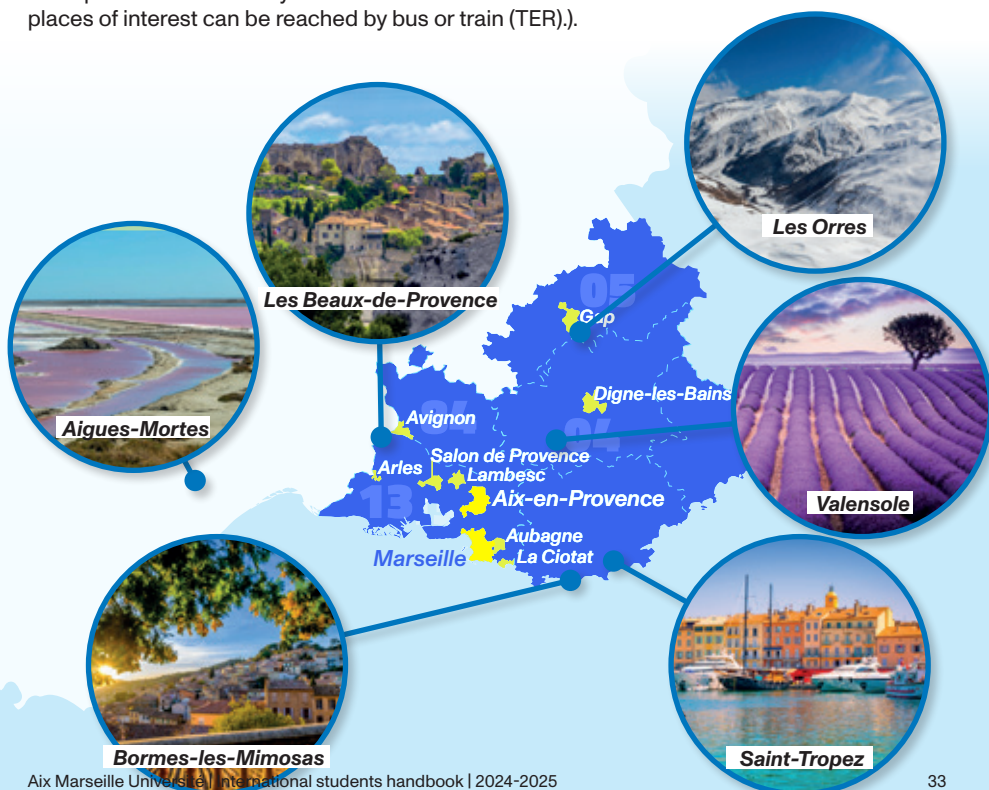 places of interest can be reached by bus or train (TER).).
Les Orres
Les Beaux-de-Provence
05
Gap
Aigues-Mortes
Digne-les-Bains
84
Avignon
04
Salon de Provence
Arles
Lambesc
13
Aix-en-Provence
Valensole
Aubagne
Marseille
La Ciotat
Bormes-les-Mimosas
Saint-Tropez
Aix Marseille Université | International students handbook | 2024-2025
33